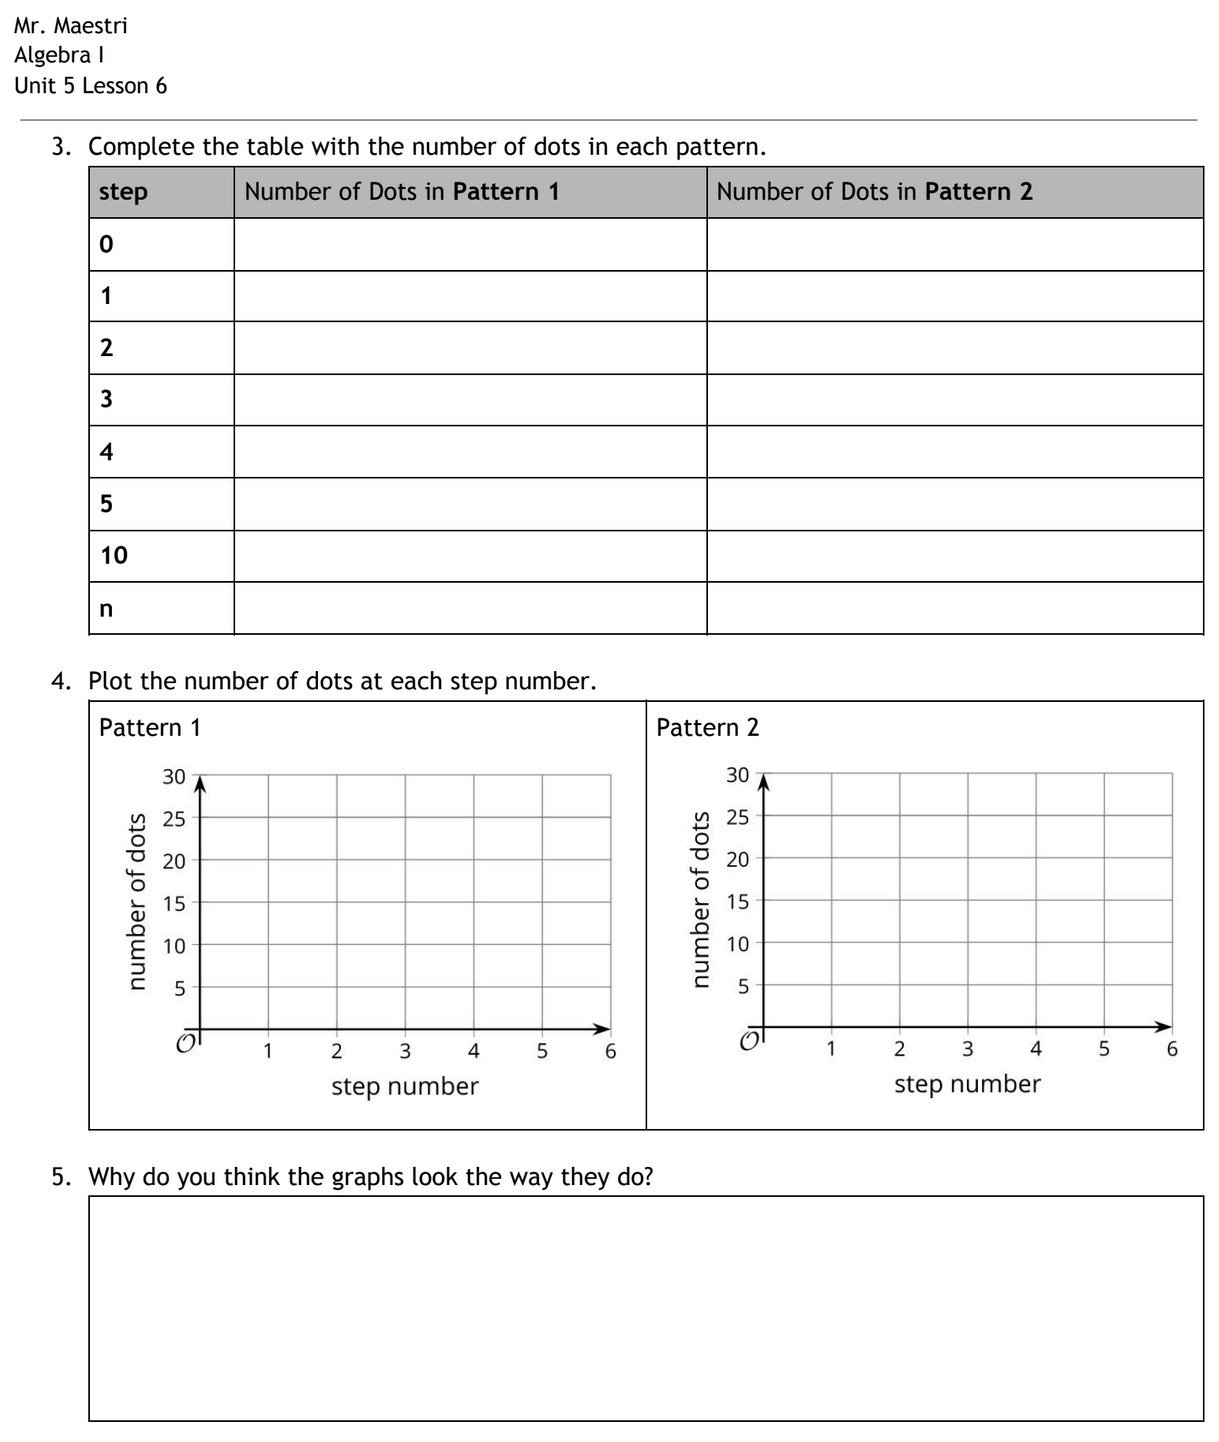 Mr. Maestri
Algebra I
Unit 5 Lesson 6
3. Complete the table with the number of dots in each pattern.
step Number of Dots in Pattern 1 Number of Dots in Pattern 2
0
1
2
3
4
5
10
n
4. Plot the number of dots at each step number.
Pattern 1
30
25
20
15
10
5
O
1 2 3 4 5 6
number of dots
step number
Pattern 2
30
25
20
15
10
5
O
1 2 3 4 5 6
number of dots
step number
5. Why do you think the graphs look the way they do?